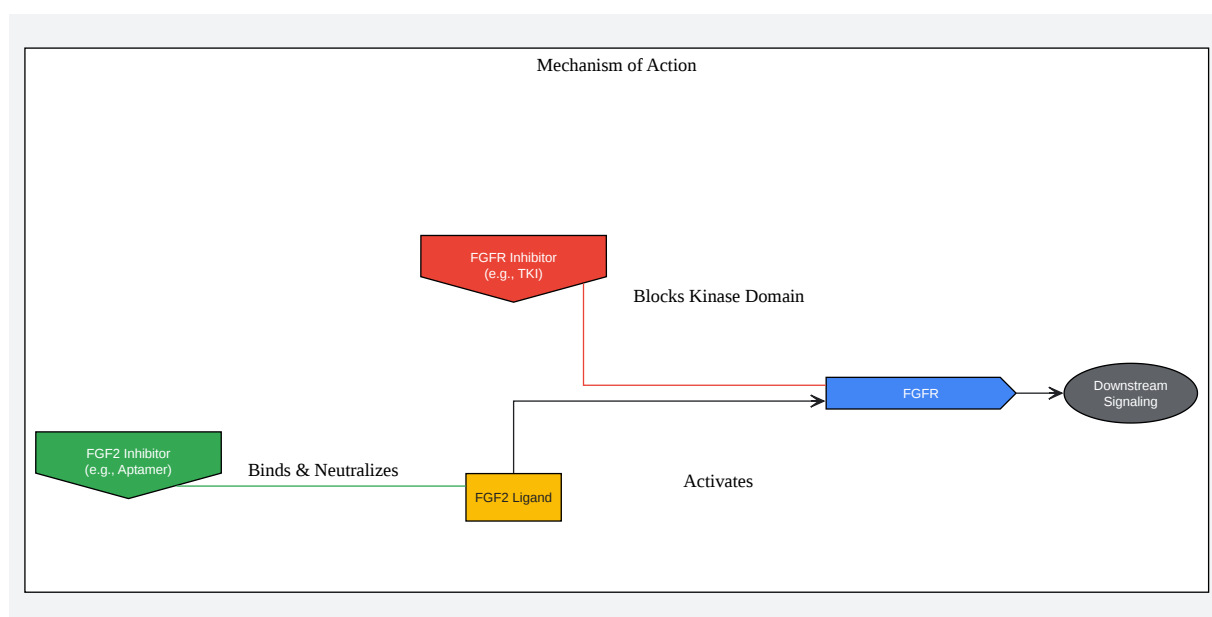 Mechanism of Action
FGFR Inhibitor
(e.g., TKI)
Blocks Kinase Domain
FGFR
Downstream
Signaling
FGF2 Inhibitor
(e.g., Aptamer)
Binds & Neutralizes
FGF2 Ligand
Activates